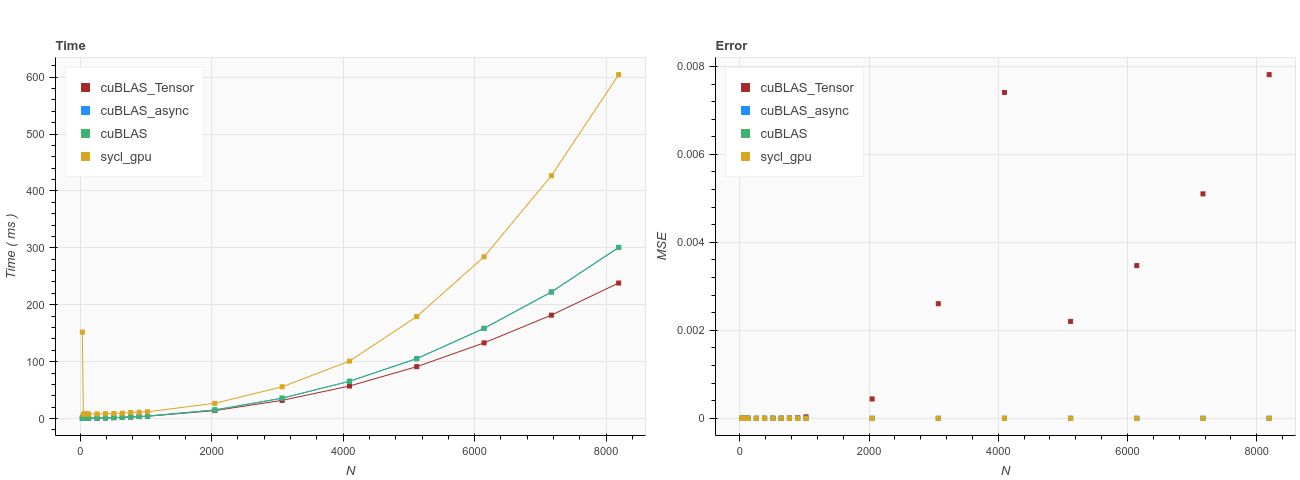 Time
600
500
400
300
200
100
0
Time ( ms )
cuBLAS_Tensor
cuBLAS_async
cuBLAS
sycl_gpu
0 2000 4000 6000 8000
N
Error
0.008
0.006
0.004
0.002
0
MSE
cuBLAS_Tensor
cuBLAS_async
cuBLAS
sycl_gpu
0 2000 4000 6000 8000
N